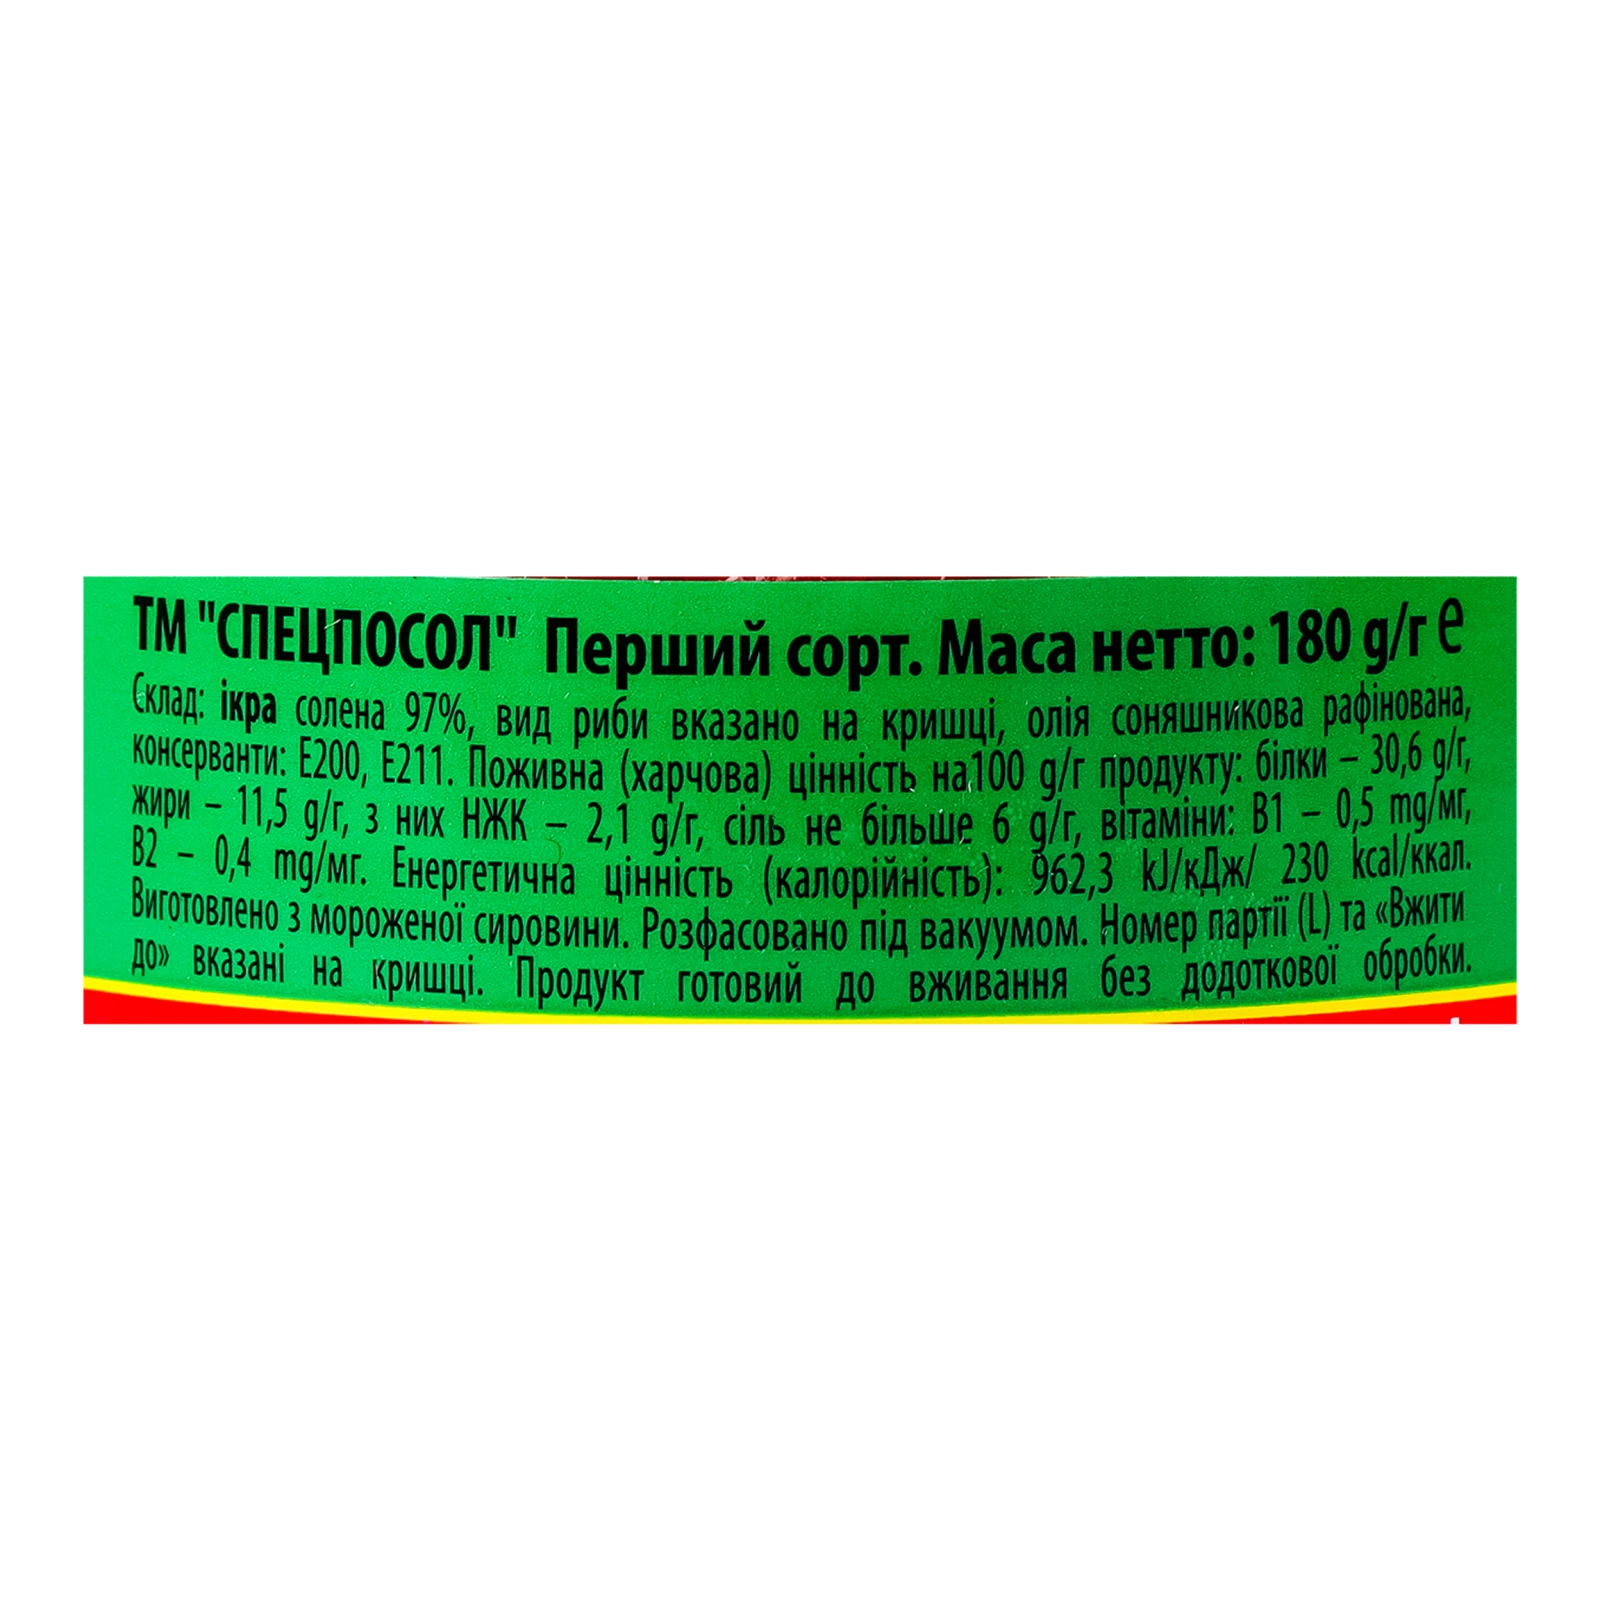 ТМ "СПЕЦПОСОЛ" Перший сорт. Маса нетто: 180 g/г e
Склад: ікра солена 97%, вид риби вказано на кришці, олія соняшникова рафінована,
консерванти: Е200, Е211. Поживна (харчова) цінність на100 g/г продукту: білки – 30,6 g/г,
жири – 11,5 g/г, з них НЖК – 2,1 g/г, сіль не більше 6 g/г, вітаміни: В1 – 0,5 mg/мг,
В2 – 0,4 mg/мг. Енергетична цінність (калорійність): 962,3 kJ/кДж/ 230 kcal/ккал.
Виготовлено з мороженої сировини. Розфасовано під вакуумом. Номер партії (L) та «Вжити
до» вказані на кришці. Продукт готовий до вживання без додоткової обробки.